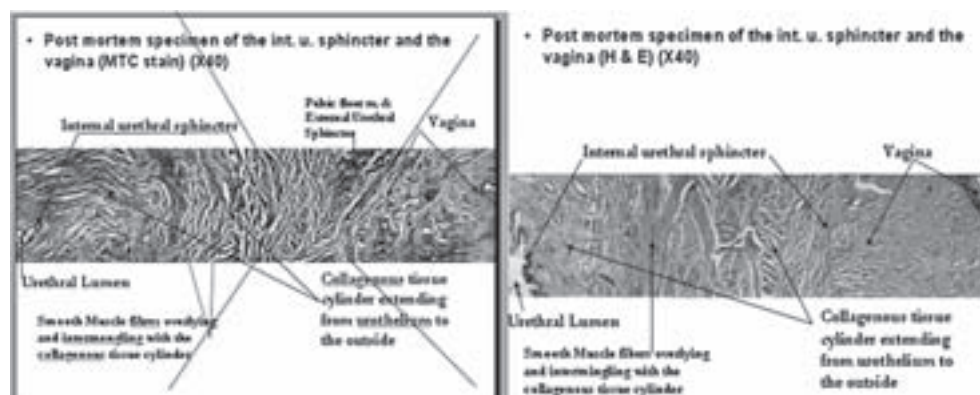 • Post mortem specimen of the int. u. sphincter and the
vagina (MTC stain) (X40)
Pelvic floor m. &
External Urethral
Sphincter
Internal urethral sphincter
Vagina
Urethral Lumen
Smooth Muscle fibers overlying
and intermingling with the
collagenous tissue cylinder
Collagenous tissue
cylinder extending
from urethelium to
the outside
• Post mortem specimen of the int. u. sphincter and the
vagina (H & E) (X40)
Internal urethral sphincter
Vagina
Urethral Lumen
Smooth Muscle fibers overlying
and intermingling with the
collagenous tissue cylinder
Collagenous tissue
cylinder extending
from urethelium to
the outside